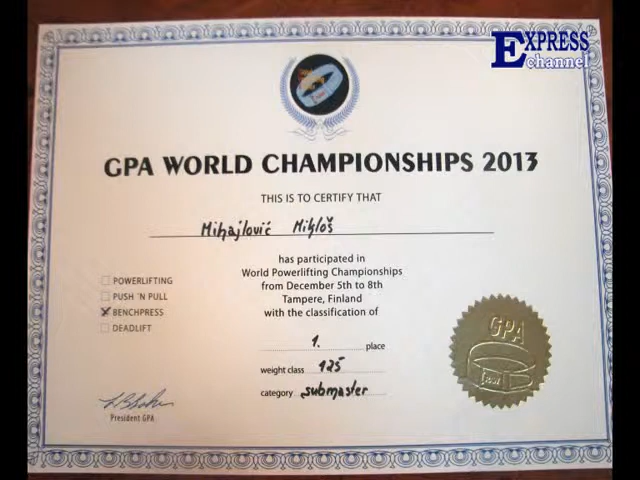 EXPRESS
channel
GPA WORLD CHAMPIONSHIPS 2013
THIS IS TO CERTIFY THAT
Mihajlović Mikloš
has participated in
World Powerlifting Championships
from December 5th to 8th
Tampere, Finland
with the classification of
POWERLIFTING
PUSH 'N PULL
BENCHPRESS
DEADLIFT
1. place
weight class 125
category submaster
President GPA
GPA